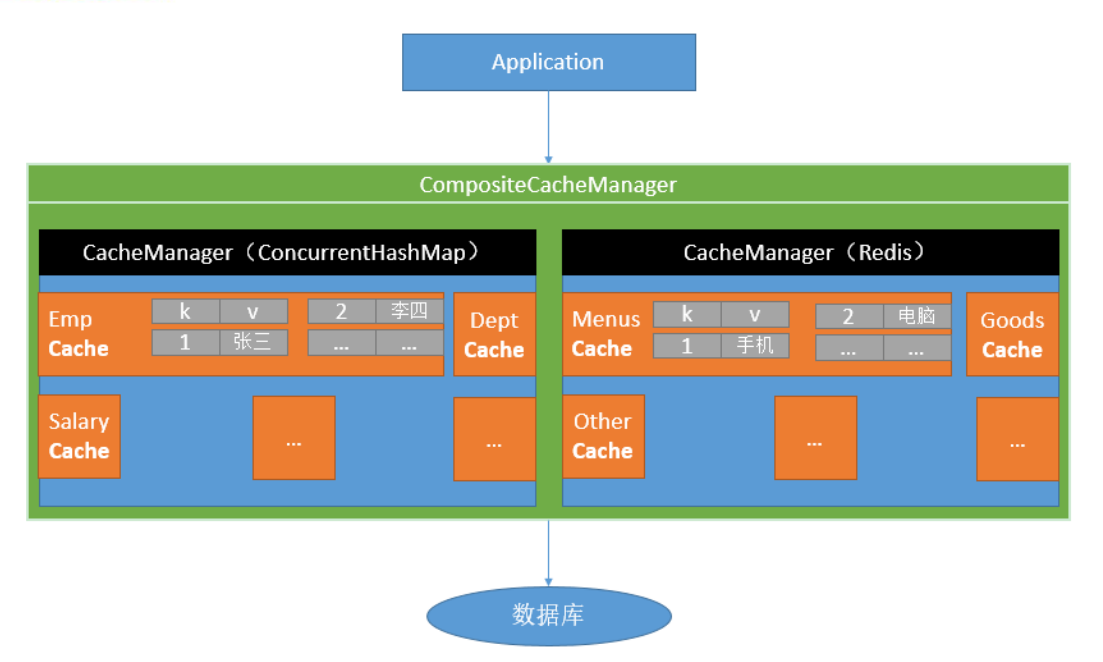 Application
CompositeCacheManager
CacheManager（ConcurrentHashMap）
Emp
Cache
k v
1 张三
2 李四
... ...
Dept
Cache
Salary
Cache
...
...
CacheManager（Redis）
Menus
Cache
k v
1 手机
2 电脑
... ...
Goods
Cache
Other
Cache
...
...
数据库